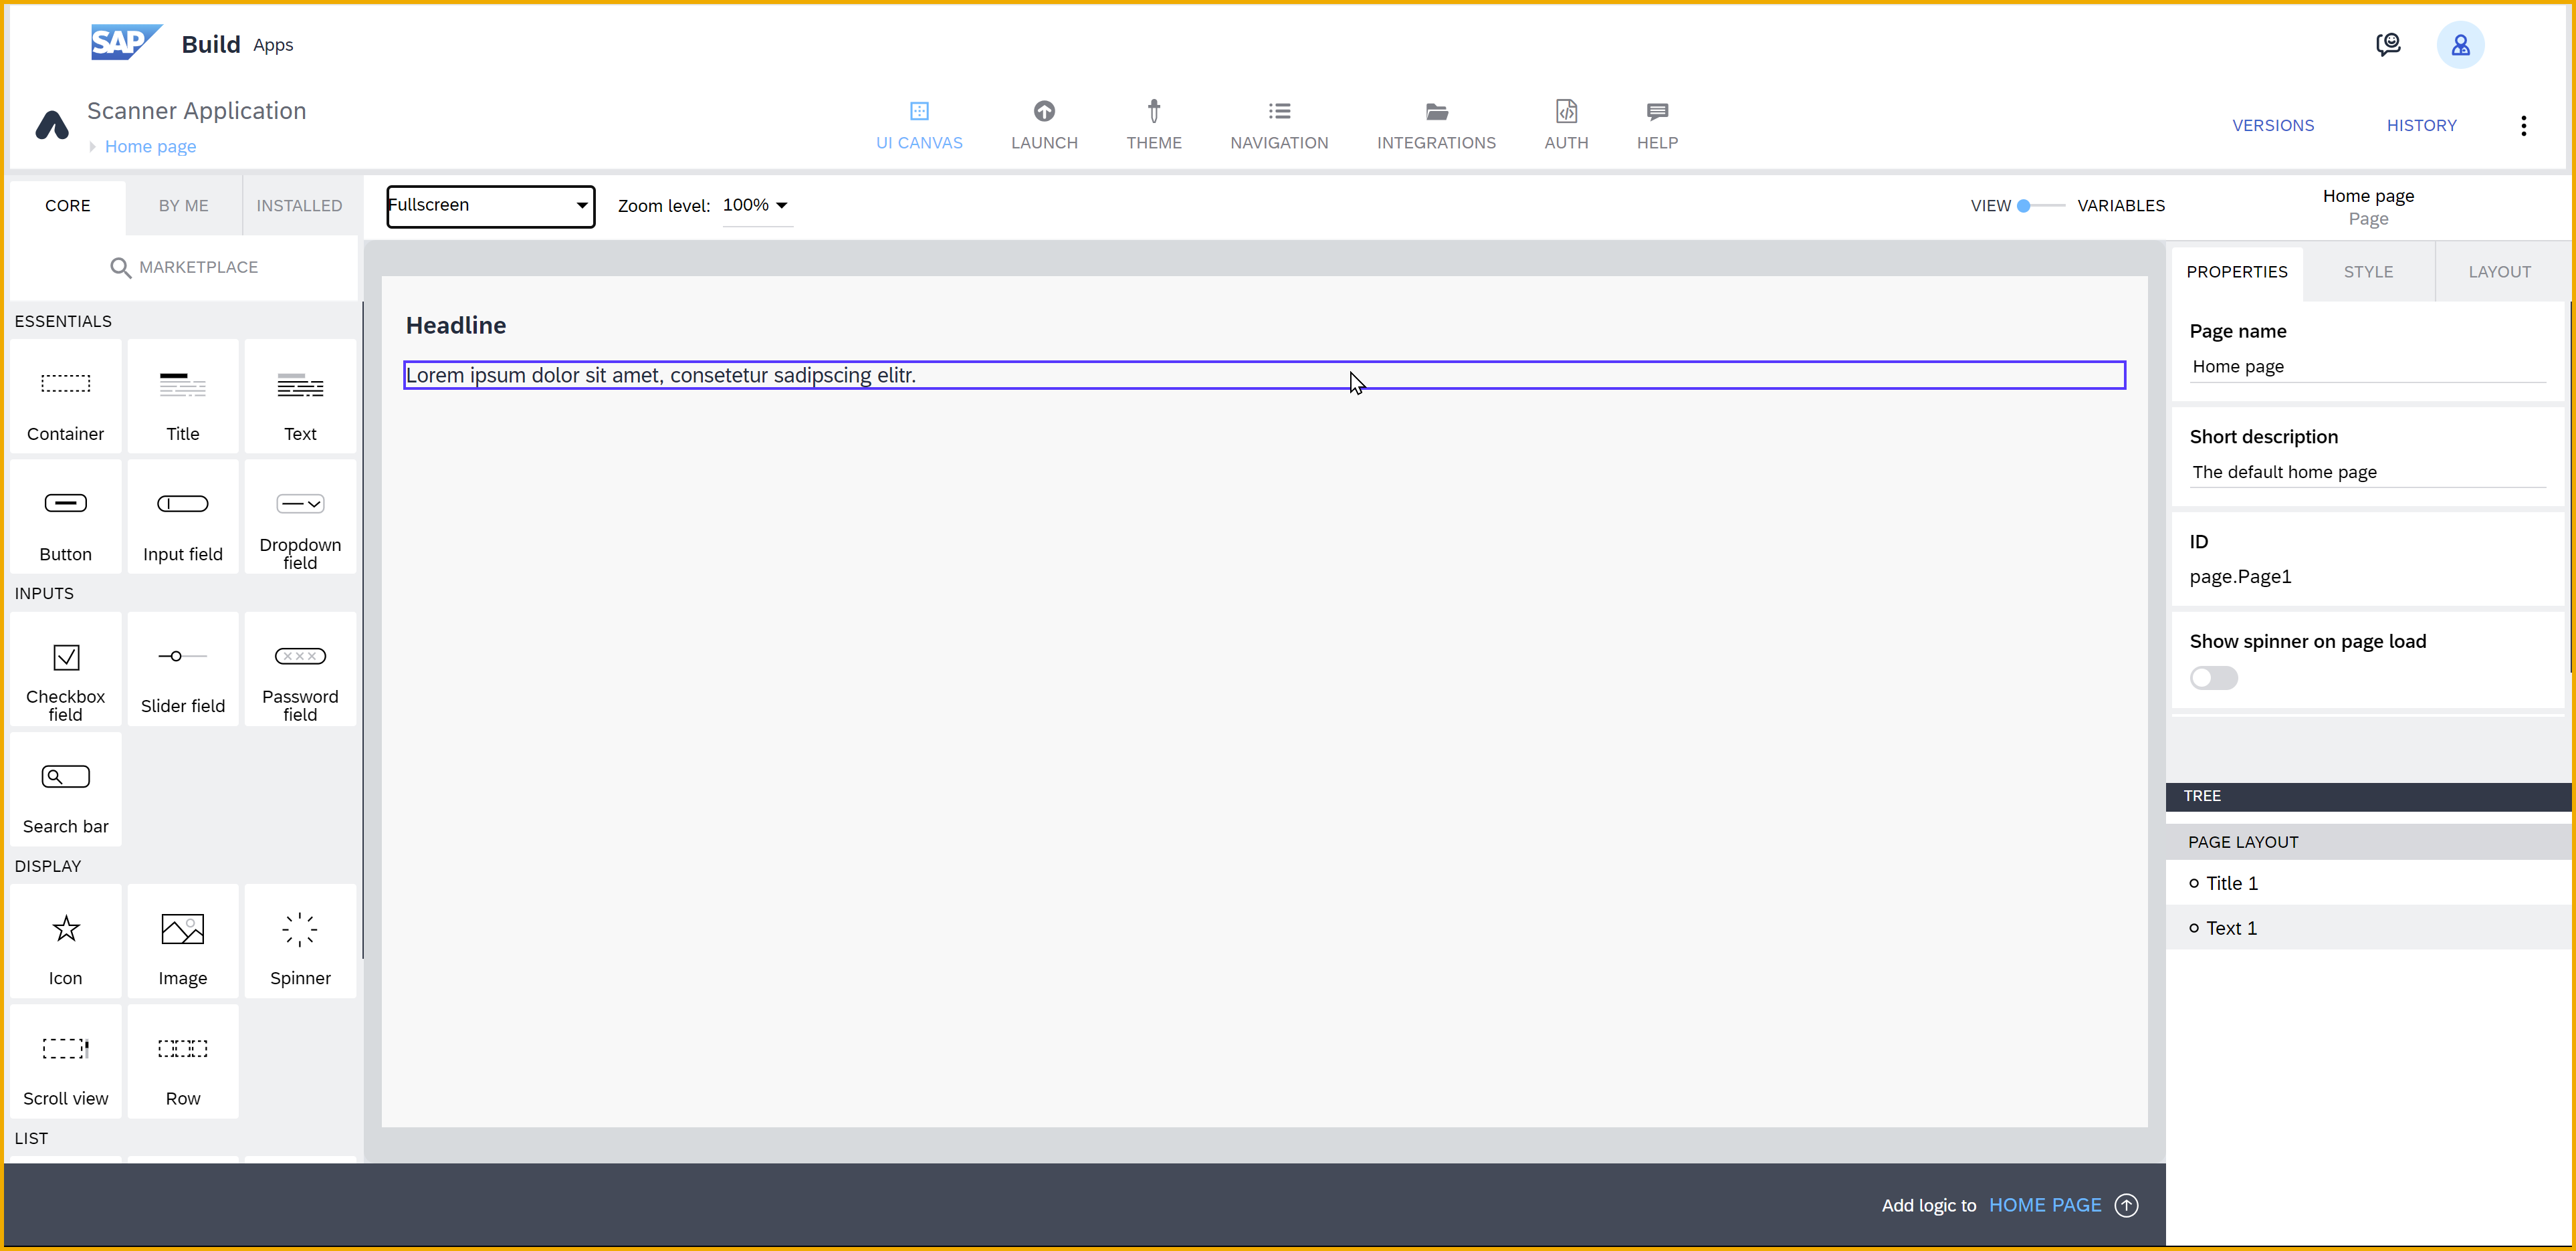 SAP Build Apps
Scanner Application
Home page
UI CANVAS
LAUNCH
THEME
NAVIGATION
INTEGRATIONS
AUTH
HELP
VERSIONS
HISTORY
CORE
BY ME
INSTALLED
Fullscreen
Zoom level: 100%
VIEW
VARIABLES
Home page
Page
MARKETPLACE
ESSENTIALS
Container
Title
Text
Button
Input field
Dropdown
field
INPUTS
Checkbox
field
Slider field
Password
field
Search bar
DISPLAY
Icon
Image
Spinner
Scroll view
Row
LIST
Headline
Lorem ipsum dolor sit amet, consetetur sadipscing elitr.
Add logic to HOME PAGE
PROPERTIES
STYLE
LAYOUT
Page name
Home page
Short description
The default home page
ID
page.Page1
Show spinner on page load
TREE
PAGE LAYOUT
Title 1
Text 1